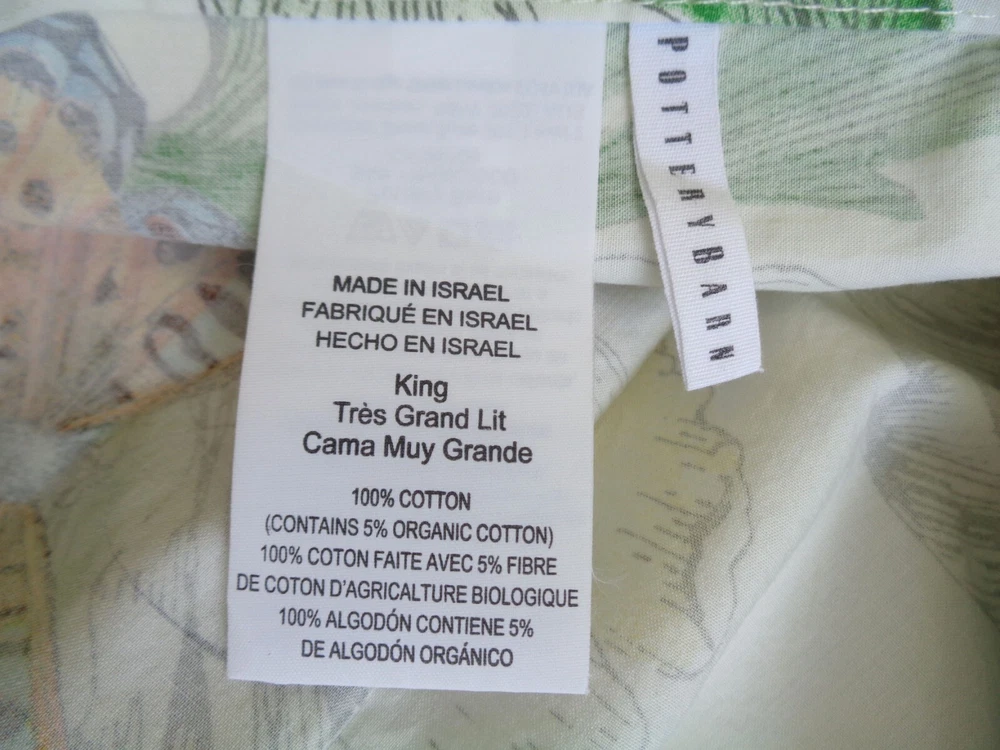 MADE IN ISRAEL
FABRIQUÉ EN ISRAEL
HECHO EN ISRAEL
King
Très Grand Lit
Cama Muy Grande
100% COTTON
(CONTAINS 5% ORGANIC COTTON)
100% COTON FAITE AVEC 5% FIBRE
DE COTON D'AGRICALTURE BIOLOGIQUE
100% ALGODÓN CONTIENE 5%
DE ALGODÓN ORGÁNICO
POTTERYBARN